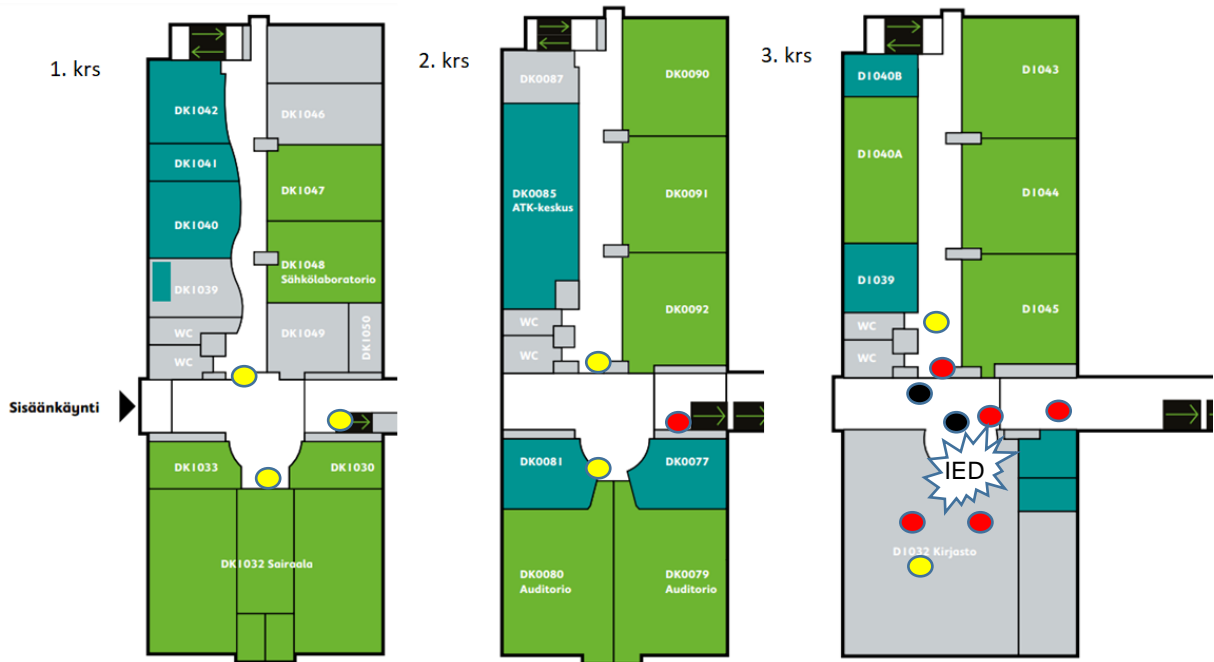 1. krs
DK1042
DK1041
DK1040
DK1039
WC
WC
DK1046
DK1047
DK1048
Sähkölaboratorio
DK1049
DK1050
Sisäänkäynti
DK1033
DK1030
DK1032 Sairaala
2. krs
DK0087
DK0085
ATK-keskus
WC
WC
DK0090
DK0091
DK0092
DK0081
DK0077
DK0080
Auditorio
DK0079
Auditorio
3. krs
D1040B
D1040A
D1039
WC
WC
D1043
D1044
D1045
IED
D1032 Kirjasto